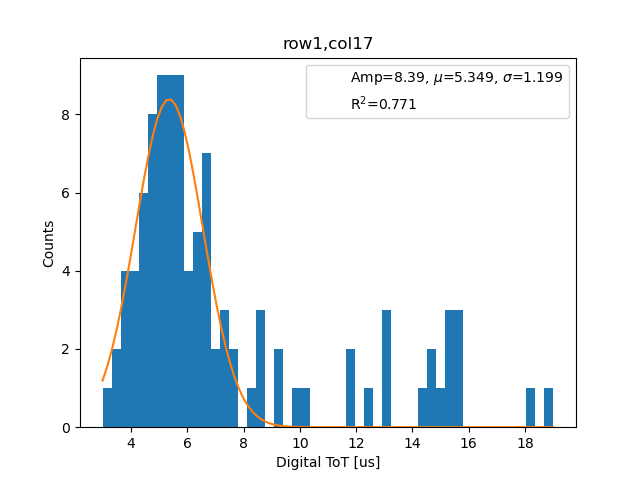 row1,col17
Amp=8.39, μ=5.349, σ=1.199
R²=0.771
Counts
8
6
4
2
0
4 6 8 10 12 14 16 18
Digital ToT [us]